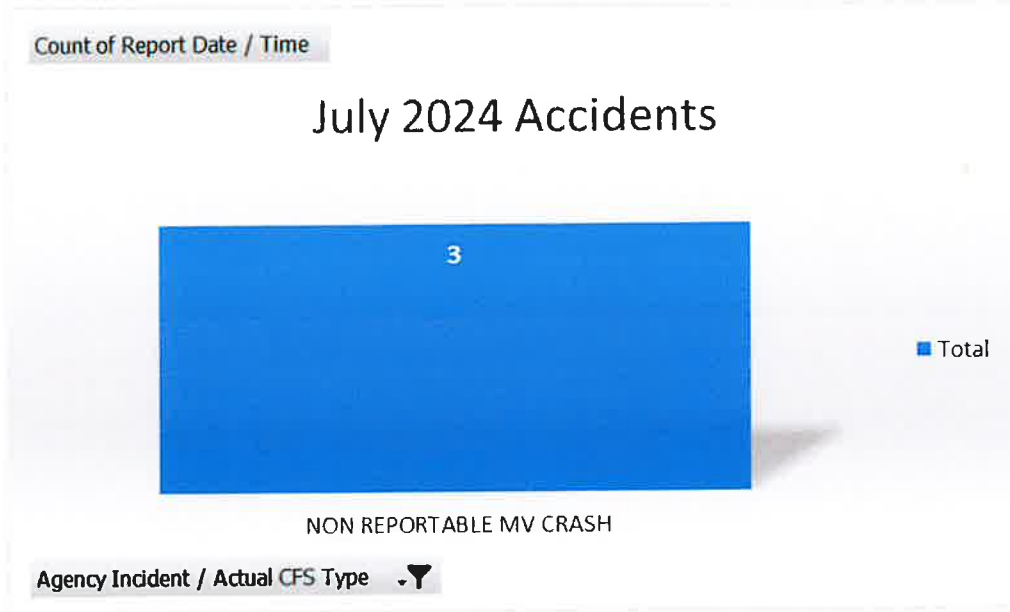 Count of Report Date / Time
July 2024 Accidents
3
Total
NON REPORTABLE MV CRASH
Agency Incident / Actual CFS Type